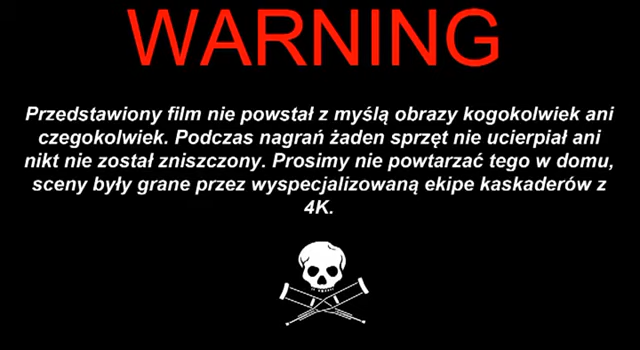 WARNING
Przedstawiony film nie powstał z myślą obrazy kogokolwiek ani
czegokolwiek. Podczas nagrań żaden sprzęt nie ucierpiał ani
nikt nie został zniszczony. Prosimy nie powtarzać tego w domu,
sceny były grane przez wyspecjalizowaną ekipe kaskaderów z
4K.